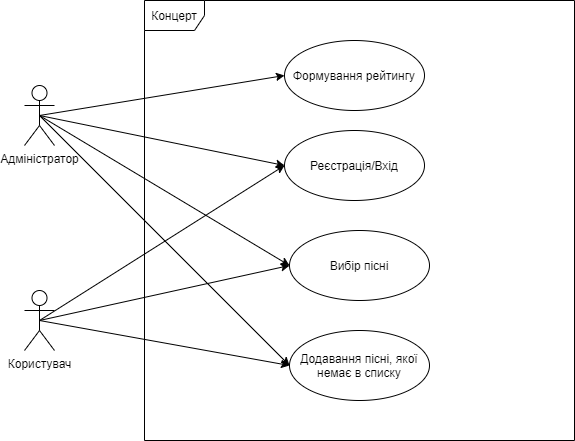 Концерт
Формування рейтингу
Адміністратор
Реєстрація/Вхід
Вибір пісні
Користувач
Додавання пісні, якої
немає в списку